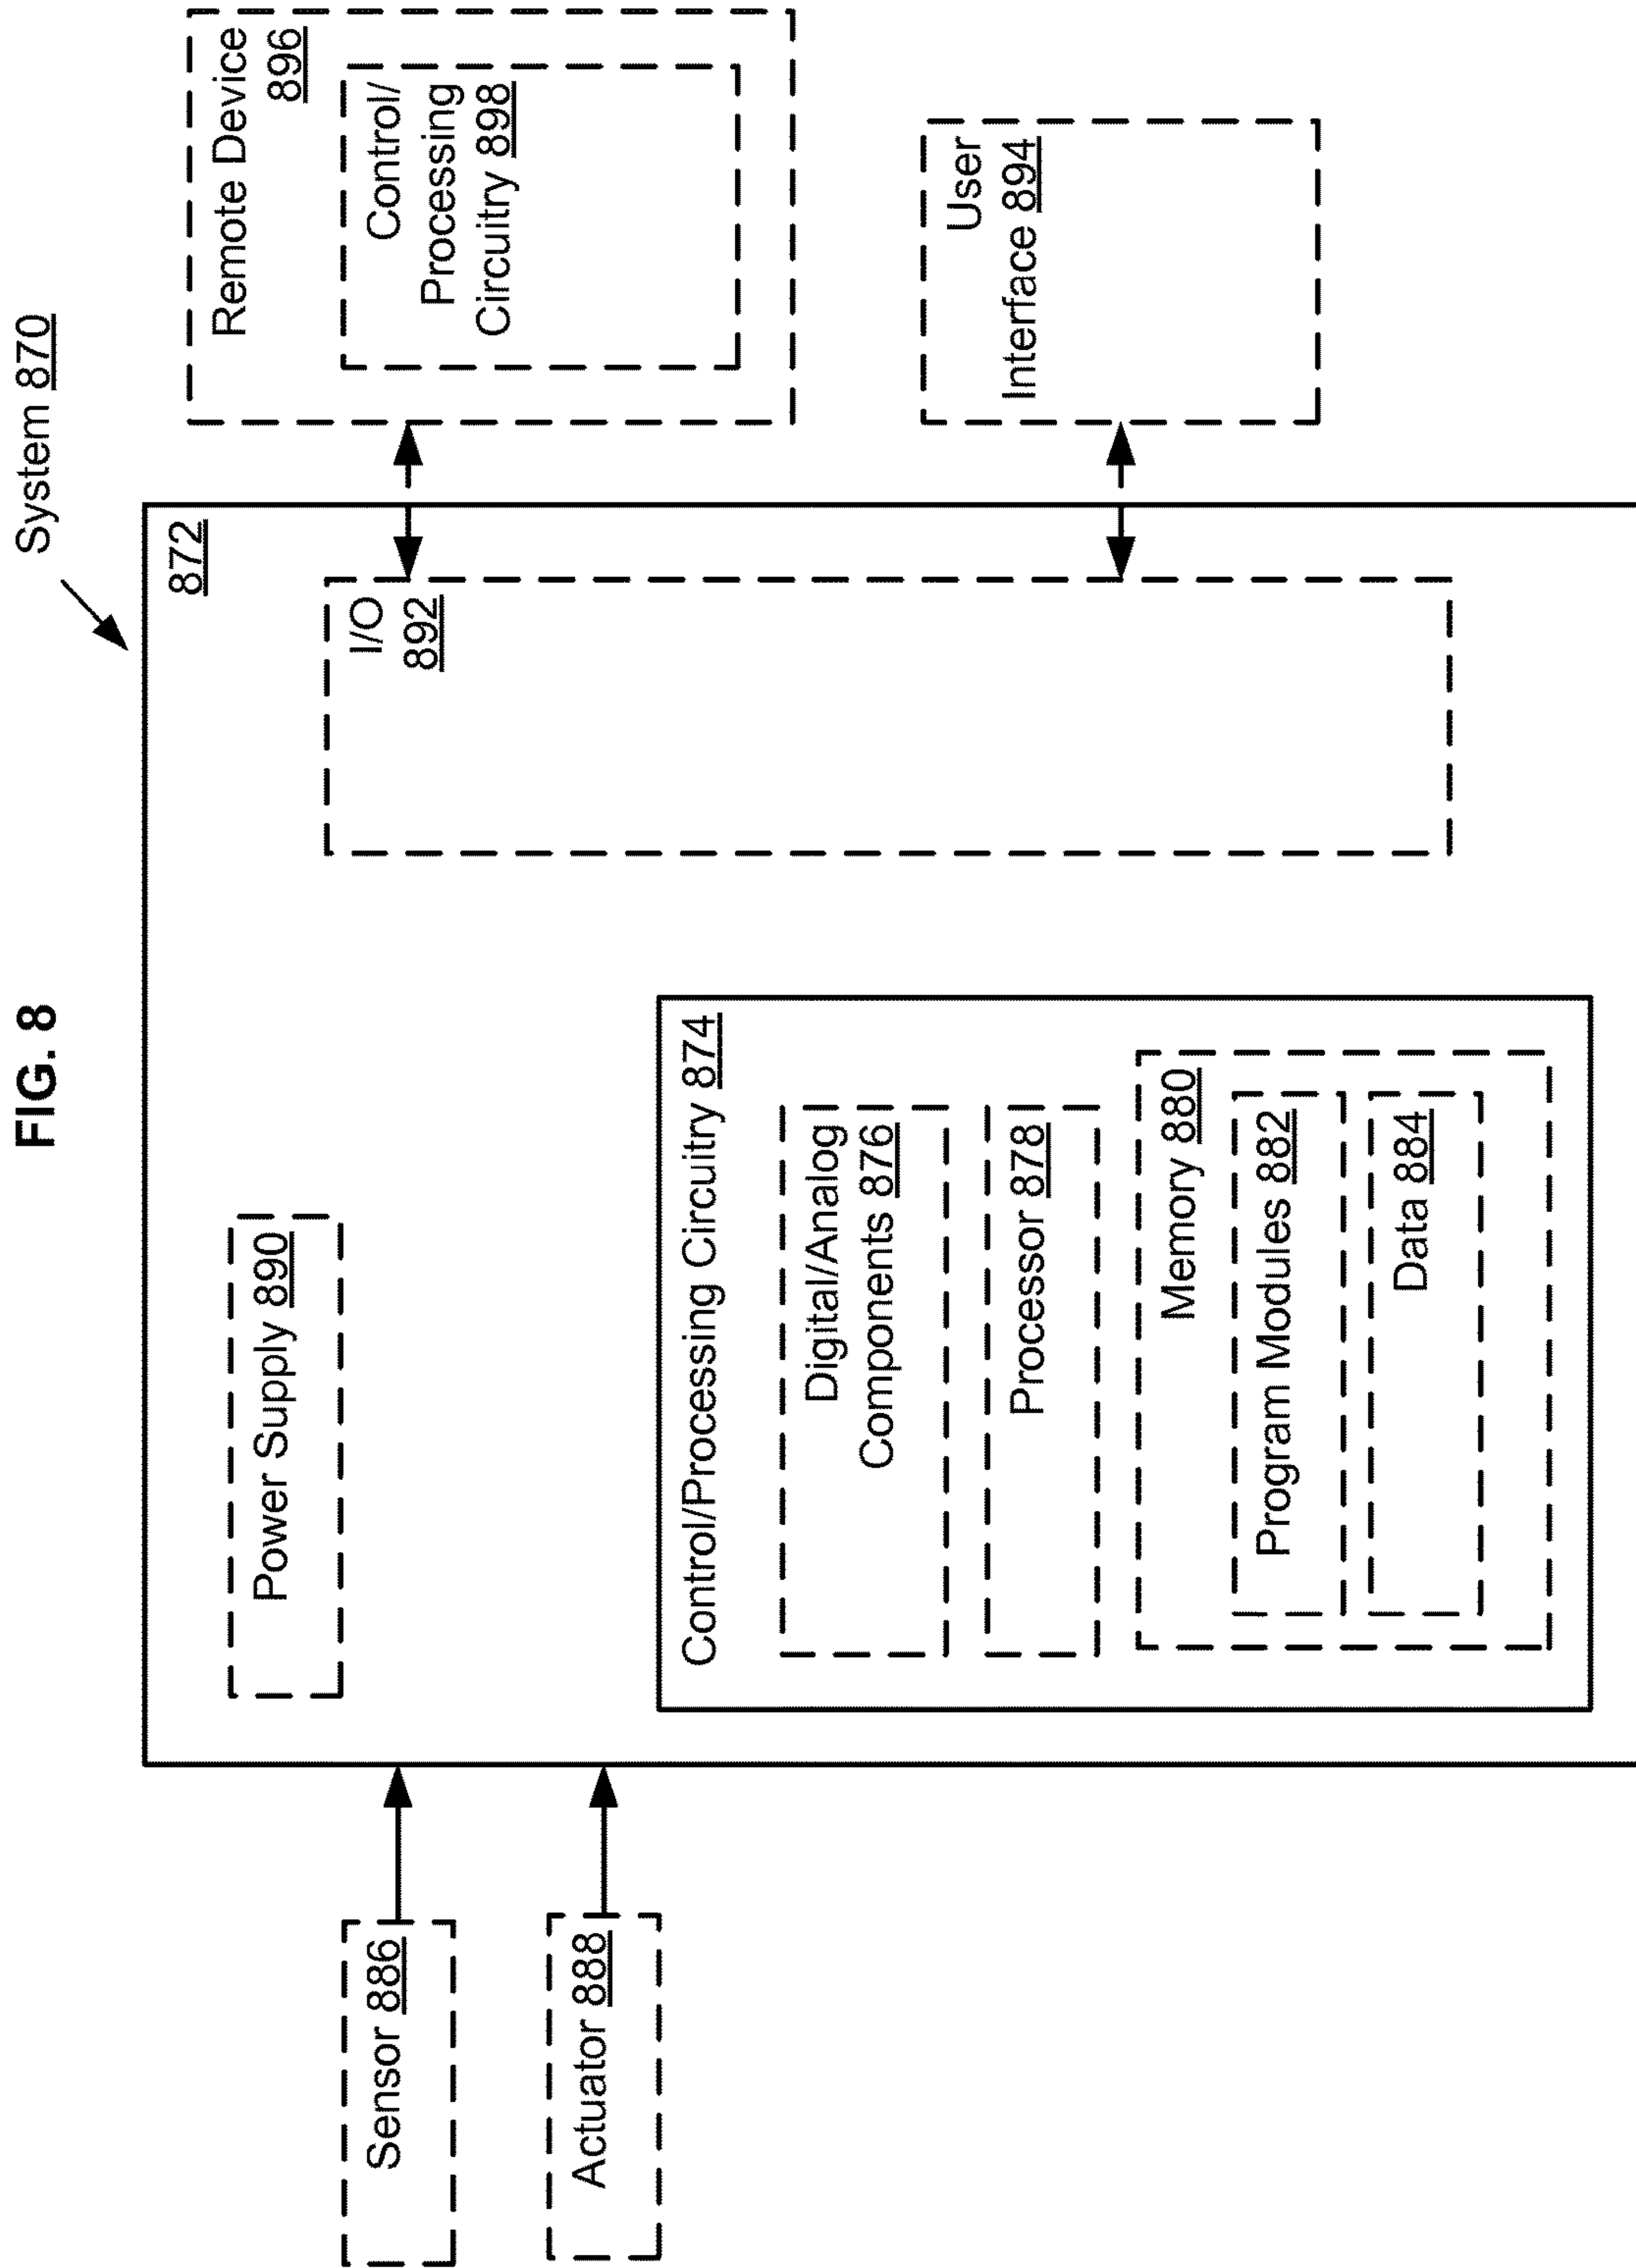 FIG. 8
System 870
872
Sensor 886
Actuator 888
Power Supply 890
Control/Processing Circuitry 874
Digital/Analog
Components 876
Processor 878
Memory 880
Program Modules 882
Data 884
I/O
892
Remote Device
896
Control/
Processing
Circuitry 898
User
Interface 894